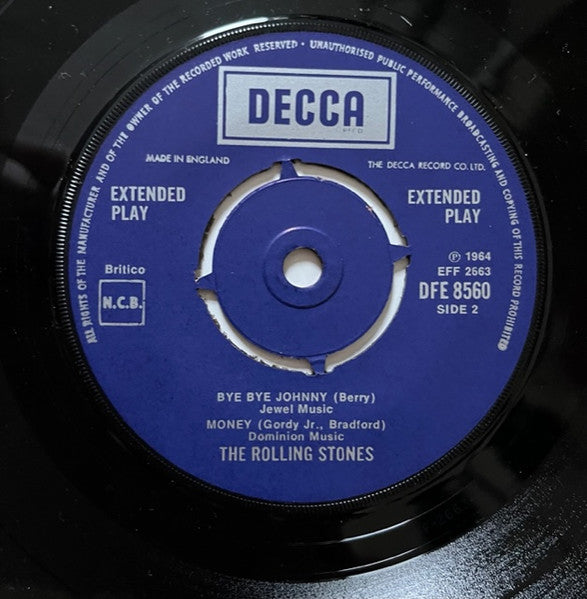 ALL RIGHTS OF THE MANUFACTURER AND OF THE OWNER OF THE RECORDED WORK RESERVED • UNAUTHORISED PUBLIC PERFORMANCE BROADCASTING AND COPYING OF THIS RECORD PROHIBITED
DECCA
MADE IN ENGLAND
THE DECCA RECORD CO. LTD.
EXTENDED
PLAY
EXTENDED
PLAY
Britico
N.C.B.
℗ 1964
EFF 2663
DFE 8560
SIDE 2
BYE BYE JOHNNY (Berry)
Jewel Music
MONEY (Gordy Jr., Bradford)
Dominion Music
THE ROLLING STONES